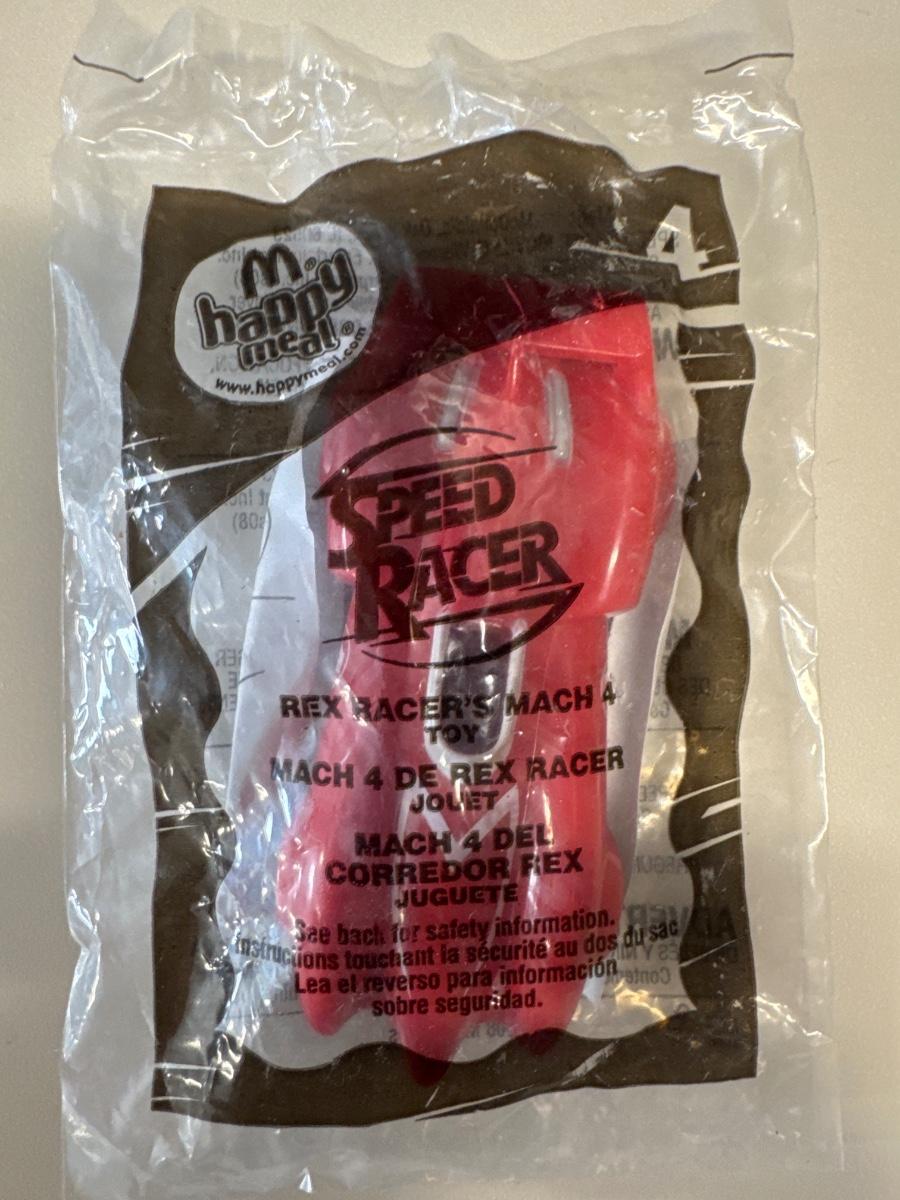 4
happy
meal®
www.happymeal.com
SPEED
RACER
REX RACER'S MACH 4
TOY
MACH 4 DE REX RACER
JOUET
MACH 4 DEL
CORREDOR REX
JUGUETE
See back for safety information.
Instructions touchant la sécurité au dos du sac
Lea el reverso para información
sobre seguridad.